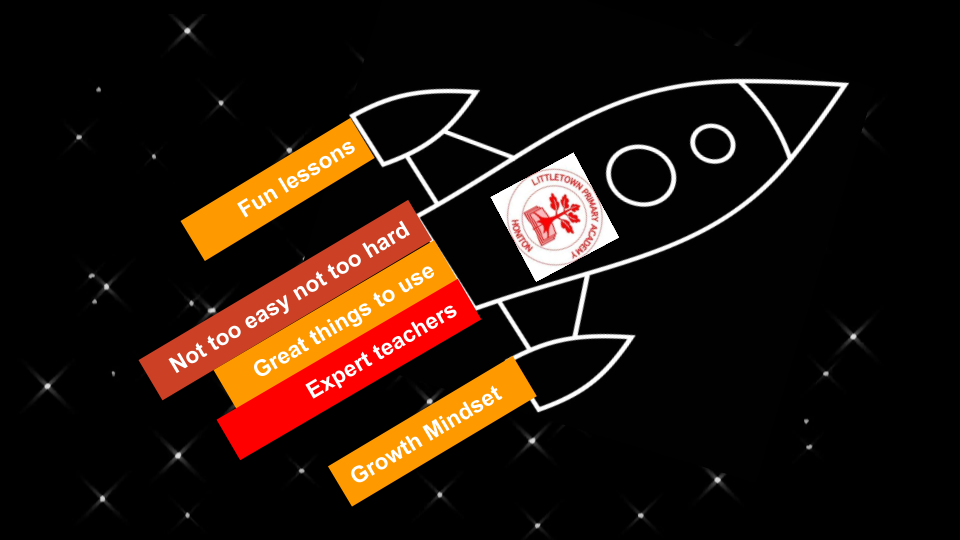 Fun lessons
LITTLETOWN PRIMARY ACADEMY
HONITON
Not too easy not too hard
Great things to use
Expert teachers
Growth Mindset